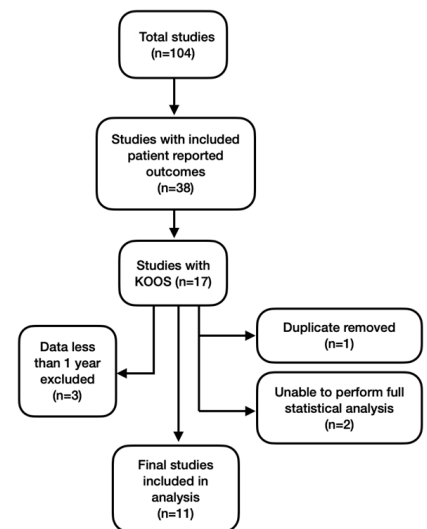 Total studies
(n=104)
Studies with included
patient reported
outcomes
(n=38)
Studies with
KOOS (n=17)
Data less
than 1 year
excluded
(n=3)
Duplicate removed
(n=1)
Unable to perform full
statistical analysis
(n=2)
Final studies
included in
analysis
(n=11)